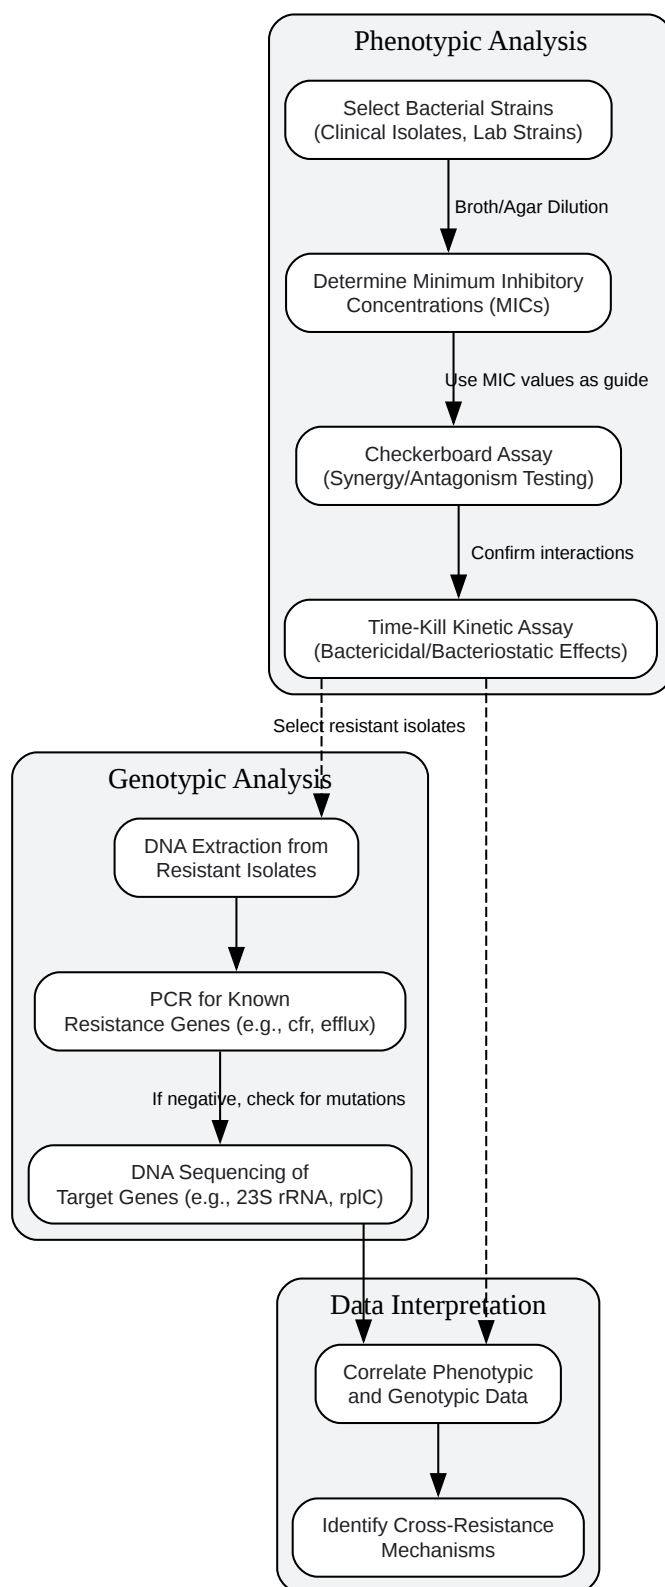 Phenotypic Analysis
Select Bacterial Strains
(Clinical Isolates, Lab Strains)
Broth/Agar Dilution
Determine Minimum Inhibitory
Concentrations (MICs)
Use MIC values as guide
Checkerboard Assay
(Synergy/Antagonism Testing)
Confirm interactions
Time-Kill Kinetic Assay
(Bactericidal/Bacteriostatic Effects)
Select resistant isolates
Genotypic Analysis
DNA Extraction from
Resistant Isolates
PCR for Known
Resistance Genes (e.g., cfr, efflux)
If negative, check for mutations
DNA Sequencing of
Target Genes (e.g., 23S rRNA, rplC)
Data Interpretation
Correlate Phenotypic
and Genotypic Data
Identify Cross-Resistance
Mechanisms